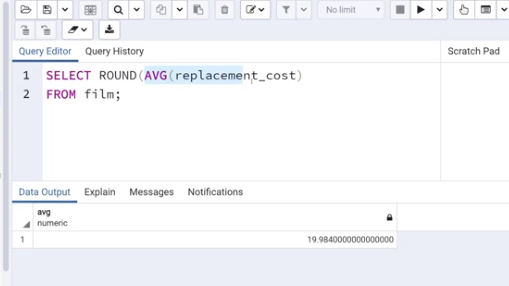 No limit
Query Editor Query History Scratch Pad
1 SELECT ROUND(AVG(replacement_cost)
2 FROM film;
Data Output Explain Messages Notifications
avg
numeric
1 19.9840000000000000